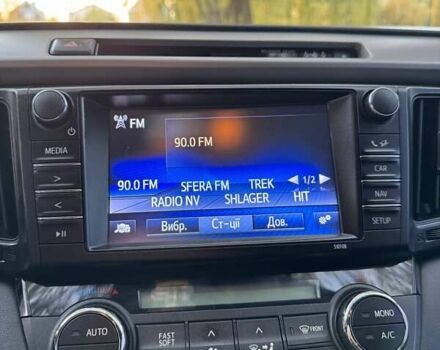 FM
90.0 FM
MEDIA
CAR
90.0 FM SFERA FM TREK 1/2
RADIO NV SHLAGER HIT
NAV
Вибр. Ст-ції Дов.
SETUP
510108
MONO
AUTO FAST SOFT FRONT A/C